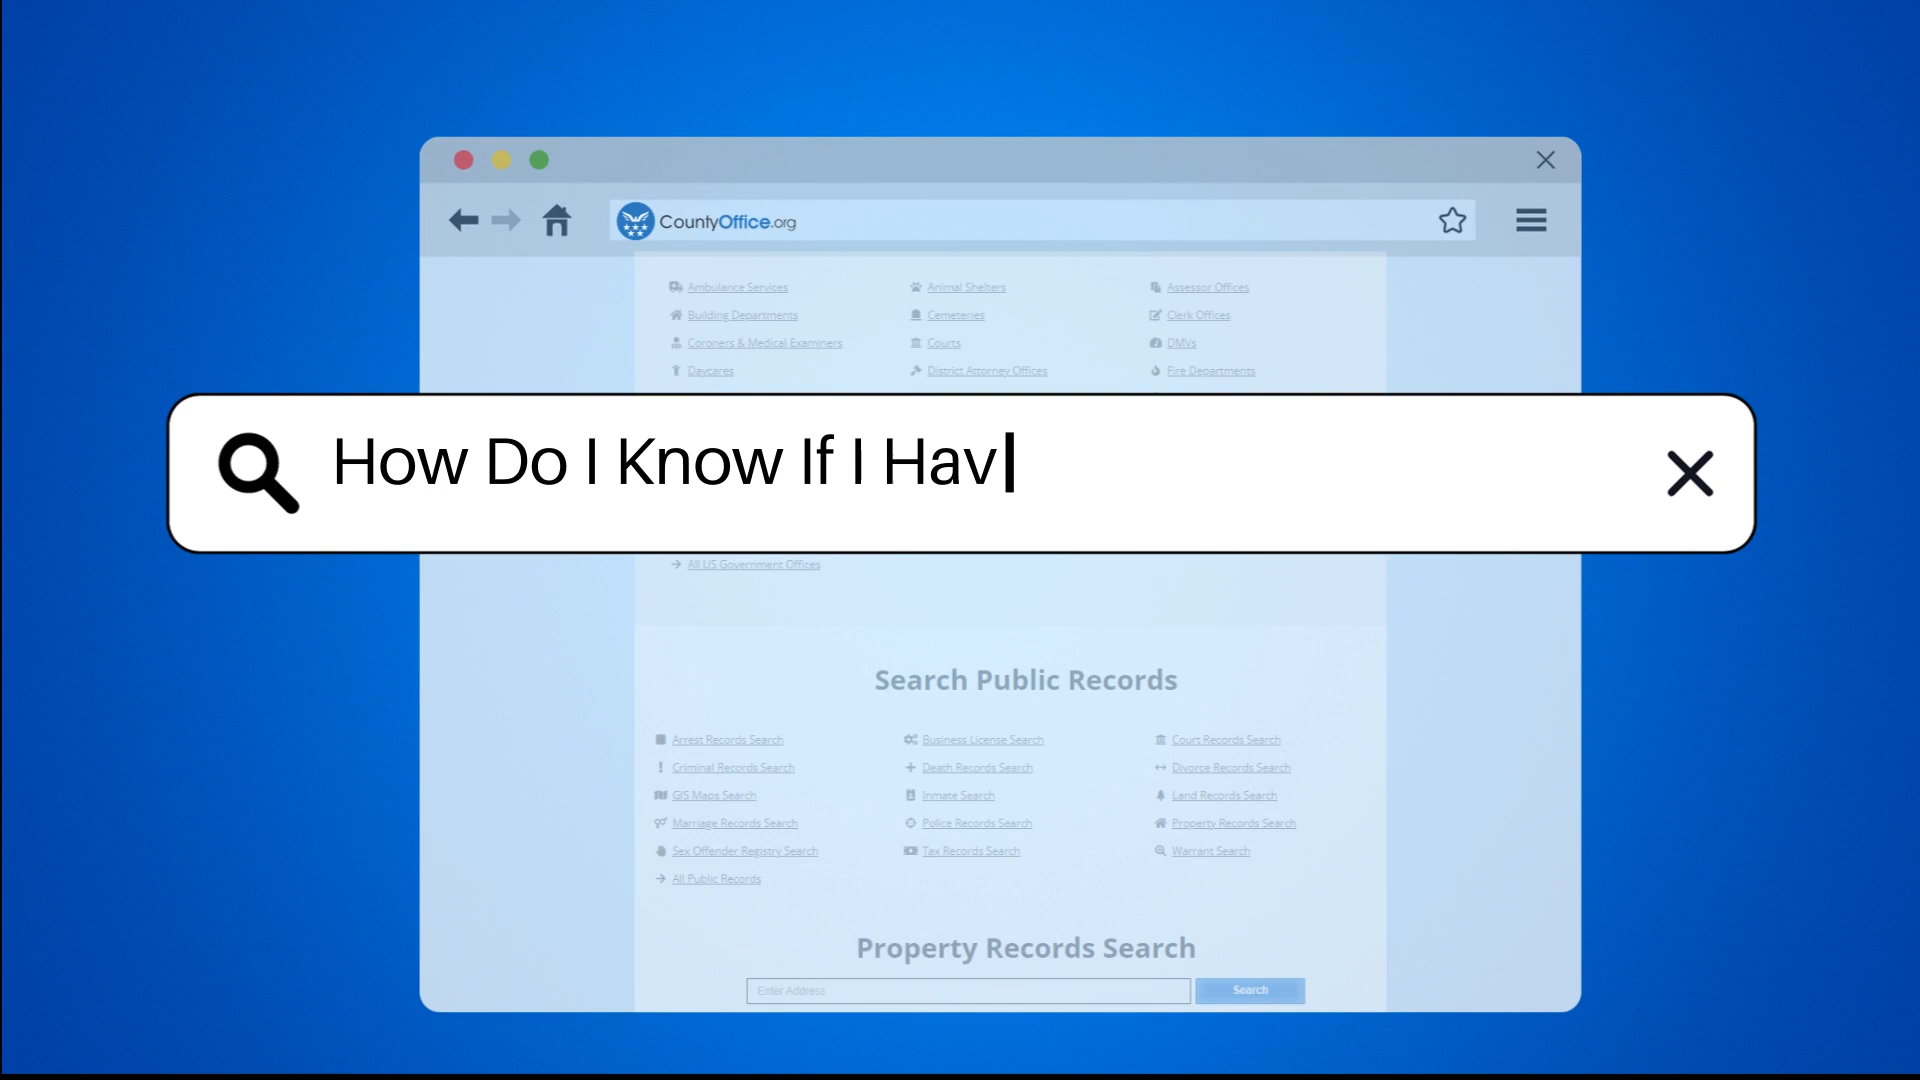 CountyOffice.org
Ambulance Services Animal Shelters Assessor Offices
Building Departments Cemeteries Clerk Offices
Coroners & Medical Examiners Courts DMVs
Daycares District Attorney Offices Fire Departments
How Do I Know If I Hav
All US Government Offices
Search Public Records
Arrest Records Search Business License Search Court Records Search
Criminal Records Search Death Records Search Divorce Records Search
GIS Maps Search Inmate Search Land Records Search
Marriage Records Search Police Records Search Property Records Search
Sex Offender Registry Search Tax Records Search Warrant Search
All Public Records
Property Records Search
Enter Address Search